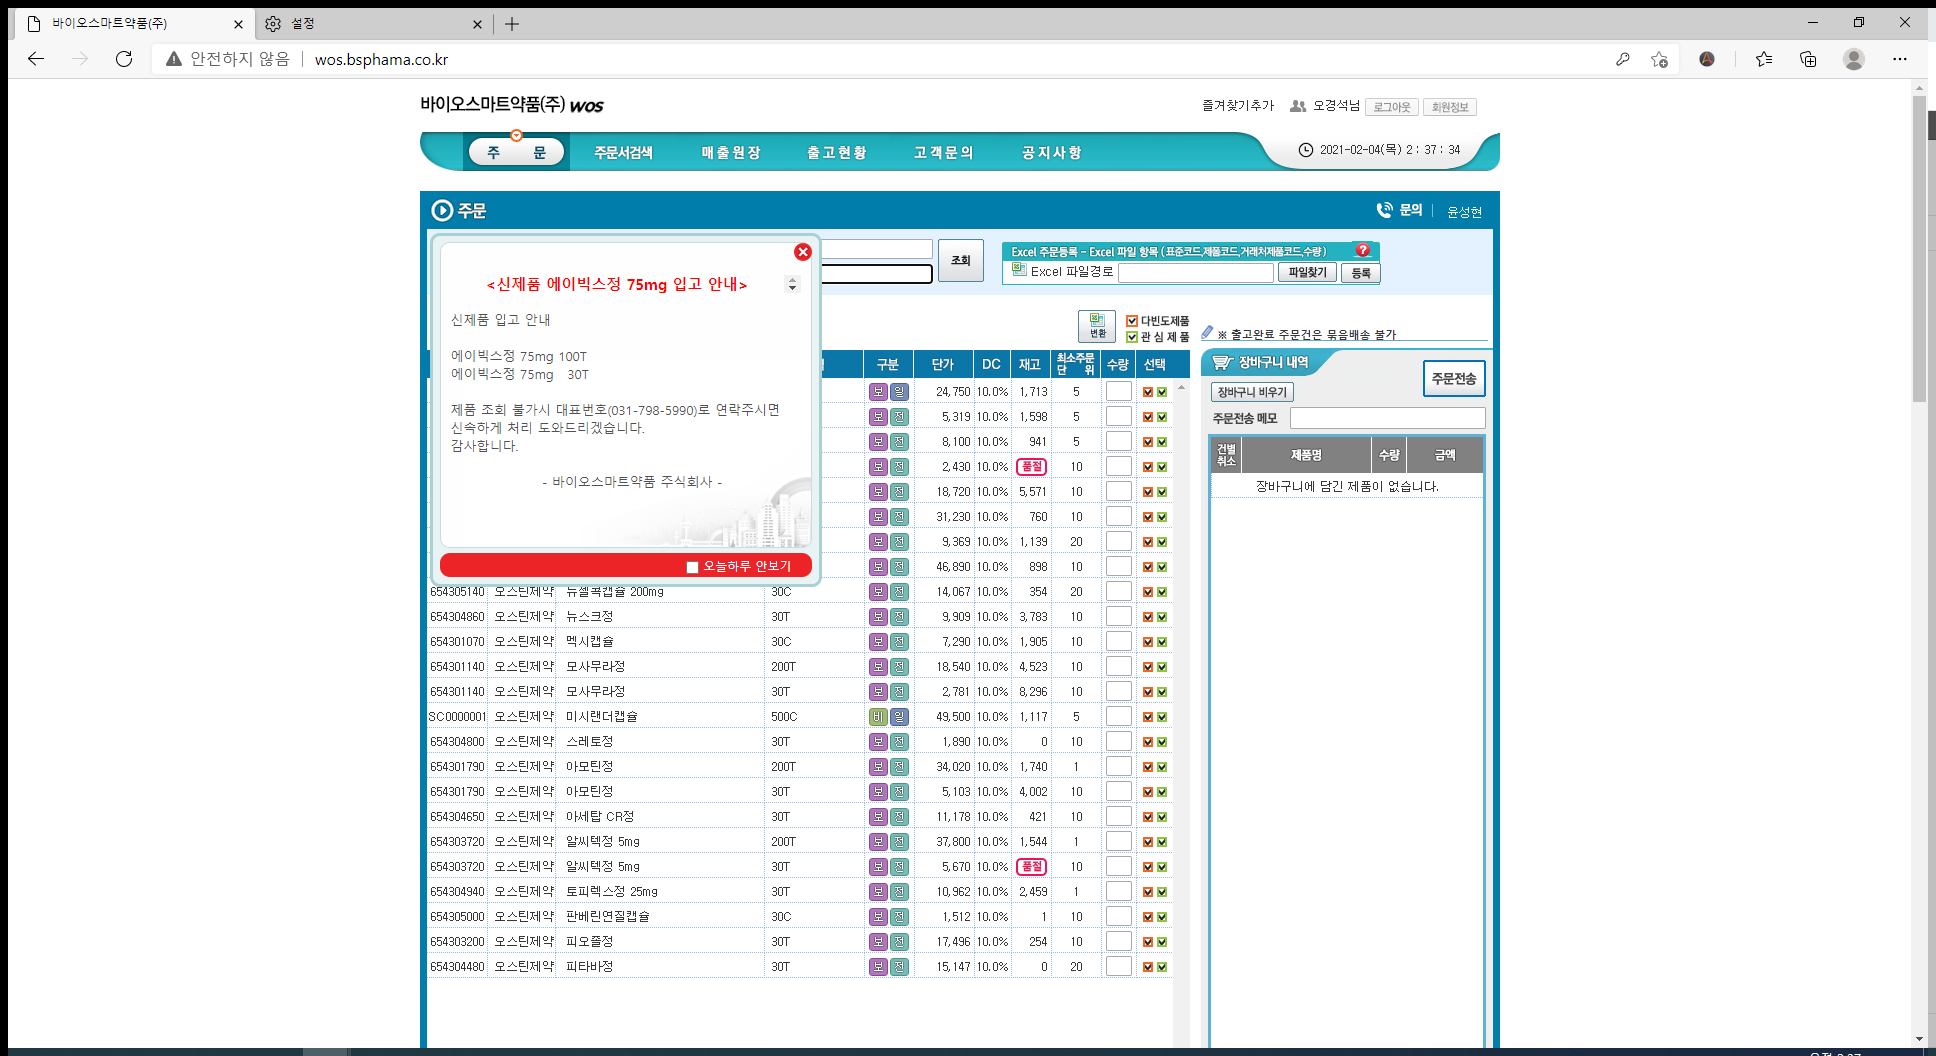 바이오스마트약품(주)
설정
안전하지 않음
wos.bsphama.co.kr
바이오스마트약품(주) WOS
즐겨찾기추가
오경석님
로그아웃
회원정보
주 문
주문서검색
매출원장
출고현황
고객문의
공지사항
2021-02-04(목) 2 : 37 : 34
주문
문의
윤성현
조회
Excel 주문등록 - Excel 파일 항목 (표준코드,제품코드,거래처제품코드,수량)
?
Excel 파일경로
파일찾기
등록
<신제품 에이빅스정 75mg 입고 안내>
신제품 입고 안내
에이빅스정 75mg 100T
에이빅스정 75mg 30T
제품 조회 불가시 대표번호(031-798-5990)로 연락주시면
신속하게 처리 도와드리겠습니다.
감사합니다.
- 바이오스마트약품 주식회사 -
오늘하루 안보기
변환
다빈도제품
관 심 제 품
※ 출고완료 주문건은 묶음배송 불가
구분 단가 DC 재고 최소주문단 위 수량 선택
보 일 24,750 10.0% 1,713 5
보 전 5,319 10.0% 1,598 5
보 전 8,100 10.0% 941 5
보 전 2,430 10.0% 품절 10
보 전 18,720 10.0% 5,571 10
보 전 31,230 10.0% 760 10
보 전 9,369 10.0% 1,139 20
보 전 46,890 10.0% 898 10
654305140 오스틴제약 뉴셀콕캡슐 200mg 30C 보 전 14,067 10.0% 354 20
654304860 오스틴제약 뉴스크정 30T 보 전 9,909 10.0% 3,783 10
654301070 오스틴제약 멕시캡슐 30C 보 전 7,290 10.0% 1,905 10
654301140 오스틴제약 모사무라정 200T 보 전 18,540 10.0% 4,523 10
654301140 오스틴제약 모사무라정 30T 보 전 2,781 10.0% 8,296 10
SC0000001 오스틴제약 미시랜더캡슐 500C 비 일 49,500 10.0% 1,117 5
654304800 오스틴제약 스레토정 30T 보 전 1,890 10.0% 0 10
654301790 오스틴제약 아모틴정 200T 보 전 34,020 10.0% 1,740 1
654301790 오스틴제약 아모틴정 30T 보 전 5,103 10.0% 4,002 10
654304650 오스틴제약 아세탑 CR정 30T 보 전 11,178 10.0% 421 10
654303720 오스틴제약 알씨텍정 5mg 200T 보 전 37,800 10.0% 1,544 1
654303720 오스틴제약 알씨텍정 5mg 30T 보 전 5,670 10.0% 품절 10
654304940 오스틴제약 토피렉스정 25mg 30T 보 전 10,962 10.0% 2,459 1
654305000 오스틴제약 판베린연질캡슐 30C 보 전 1,512 10.0% 1 10
654303200 오스틴제약 피오졸정 30T 보 전 17,496 10.0% 254 10
654304480 오스틴제약 피타바정 30T 보 전 15,147 10.0% 0 20
장바구니 내역
주문전송
장바구니 비우기
주문전송 메모
건별취소 제품명 수량 금액
장바구니에 담긴 제품이 없습니다.